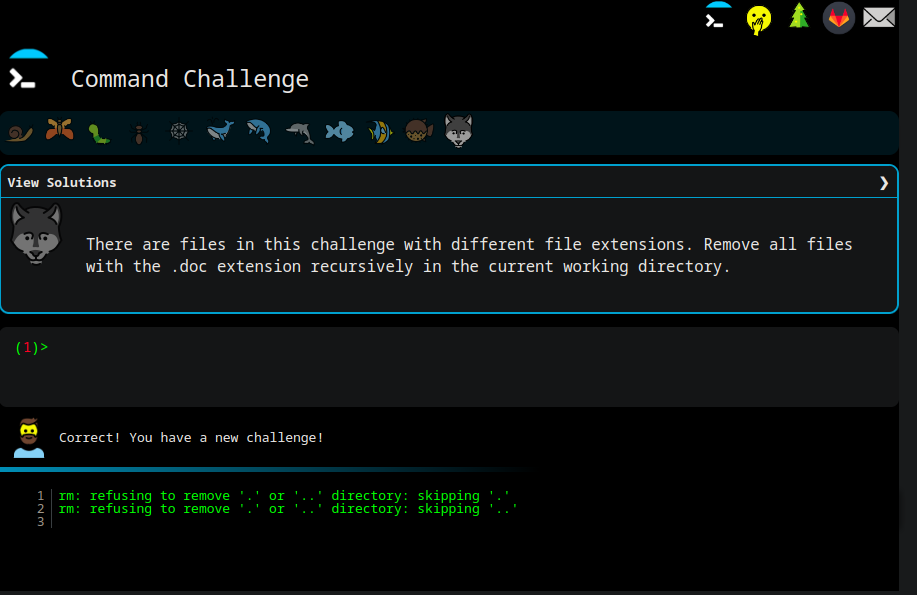 Command Challenge
View Solutions ❯
There are files in this challenge with different file extensions. Remove all files
with the .doc extension recursively in the current working directory.
(1)>
Correct! You have a new challenge!
1 rm: refusing to remove '.' or '..' directory: skipping '.'
2 rm: refusing to remove '.' or '..' directory: skipping '..'
3